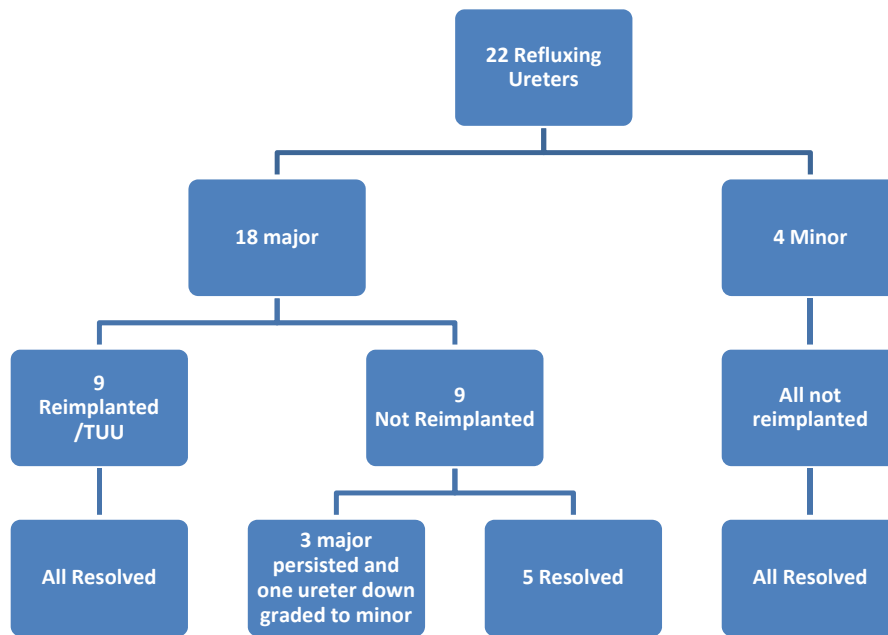 22 Refluxing
Ureters
18 major
4 Minor
9
Reimplanted
/TUU
9
Not Reimplanted
All not
reimplanted
All Resolved
3 major
persisted and
one ureter down
graded to minor
5 Resolved
All Resolved